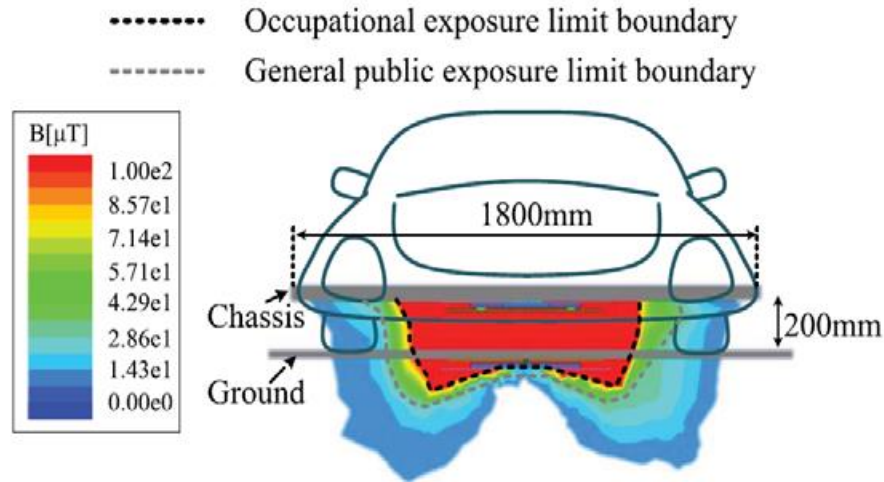 Occupational exposure limit boundary
General public exposure limit boundary
B[μT]
1.00e2
8.57e1
7.14e1
5.71e1
4.29e1
2.86e1
1.43e1
0.00e0
1800mm
Chassis
200mm
Ground